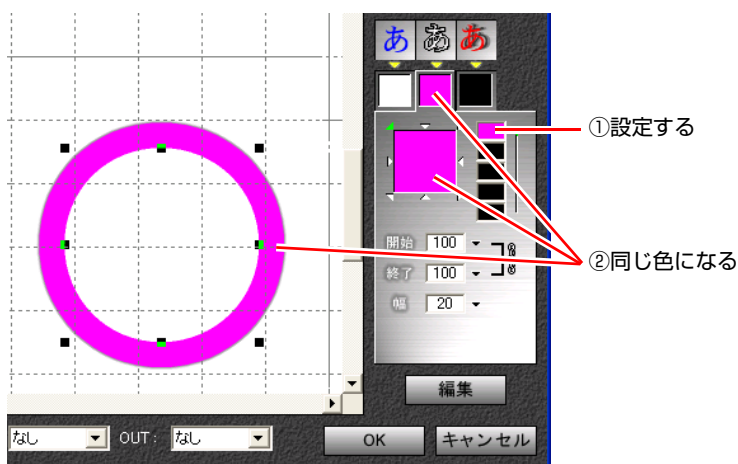 あ あ あ
①設定する
開始 100
②同じ色になる
終了 100
幅 20
編集
なし OUT: なし OK キャンセル